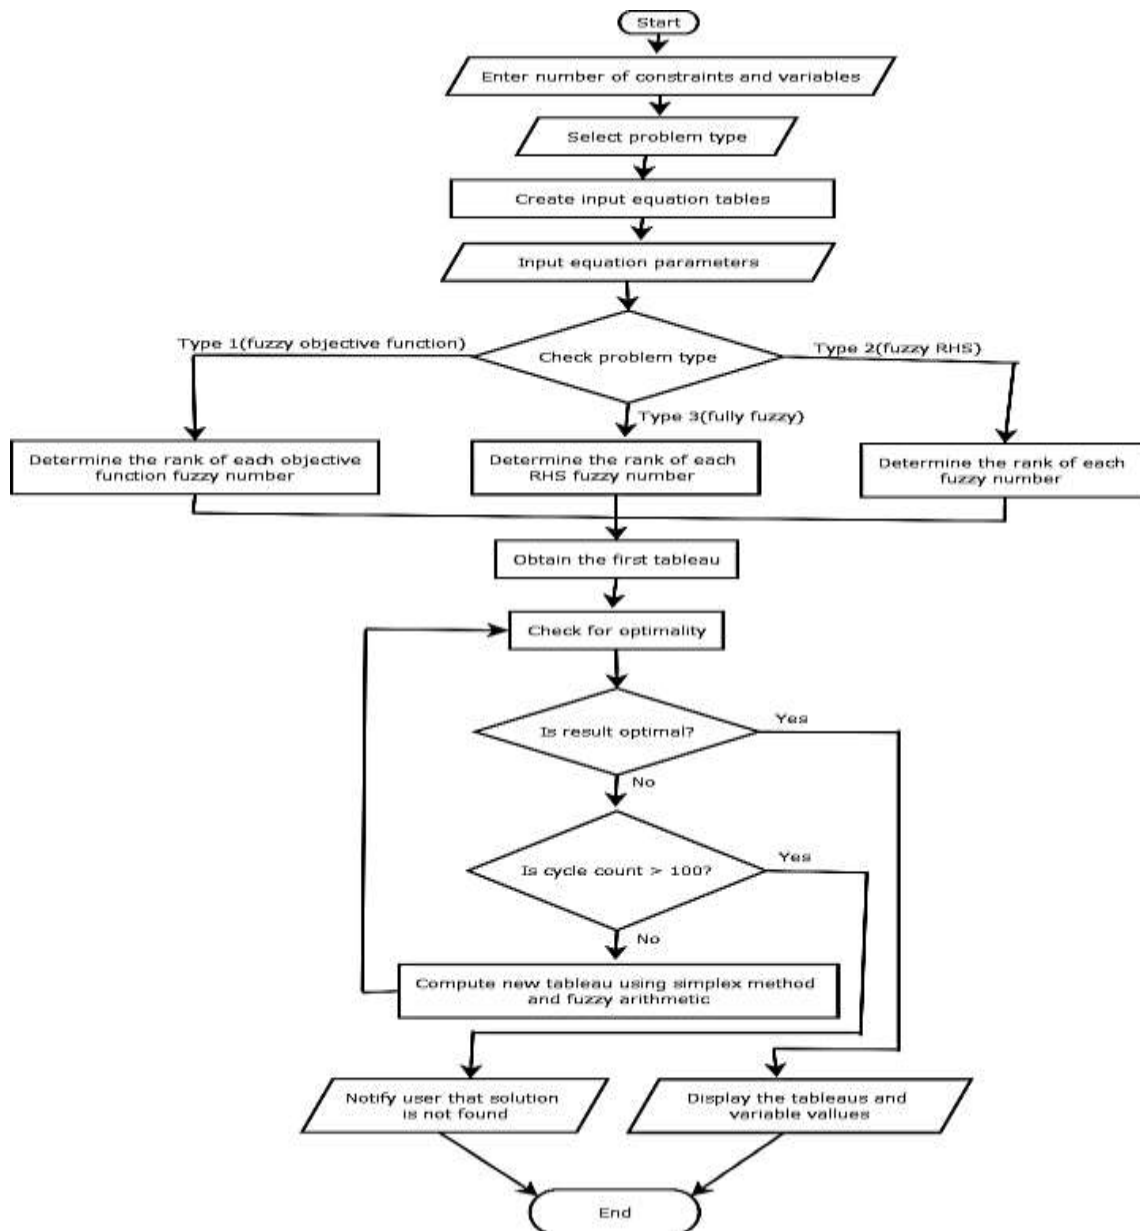 Start
Enter number of constraints and variables
Select problem type
Create input equation tables
Input equation parameters
Check problem type
Type 1(fuzzy objective function)
Type 2(fuzzy RHS)
Type 3(fully fuzzy)
Determine the rank of each objective
function fuzzy number
Determine the rank of each
RHS fuzzy number
Determine the rank of each
fuzzy number
Obtain the first tableau
Check for optimality
Is result optimal?
Yes
No
Is cycle count > 100?
Yes
No
Compute new tableau using simplex method
and fuzzy arithmetic
Notify user that solution
is not found
Display the tableaus and
variable vallues
End